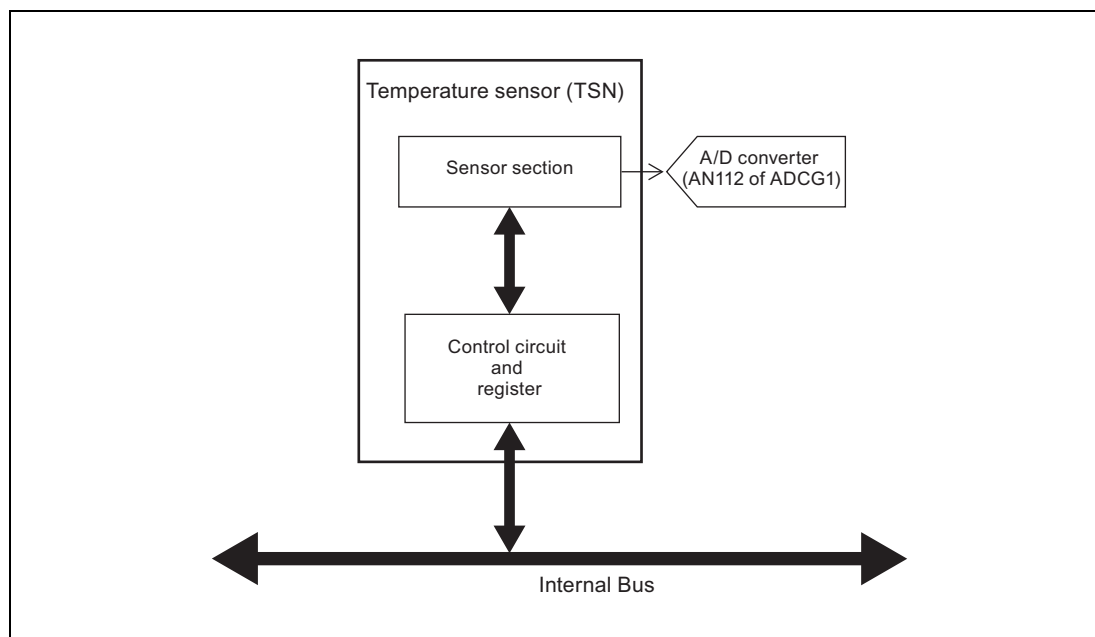 Temperature sensor (TSN)
Sensor section
A/D converter
(AN112 of ADCG1)
Control circuit
and
register
Internal Bus